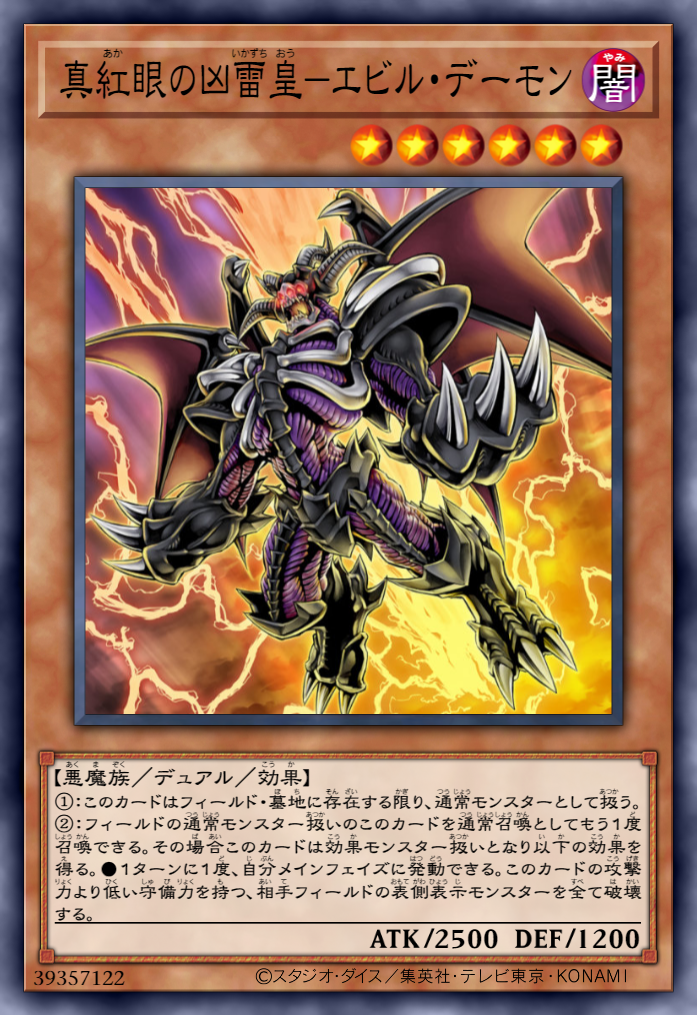 真紅眼の凶雷皇－エビル・デーモン
闇
【悪魔族／デュアル／効果】
①：このカードはフィールド・墓地に存在する限り、通常モンスターとして扱う。
②：フィールドの通常モンスター扱いのこのカードを通常召喚としてもう１度
召喚できる。その場合このカードは効果モンスター扱いとなり以下の効果を
得る。●１ターンに１度、自分メインフェイズに発動できる。このカードの攻撃
力より低い守備力を持つ、相手フィールドの表側表示モンスターを全て破壊
する。
ATK/2500 DEF/1200
39357122 ©スタジオ・ダイス／集英社・テレビ東京・KONAMI